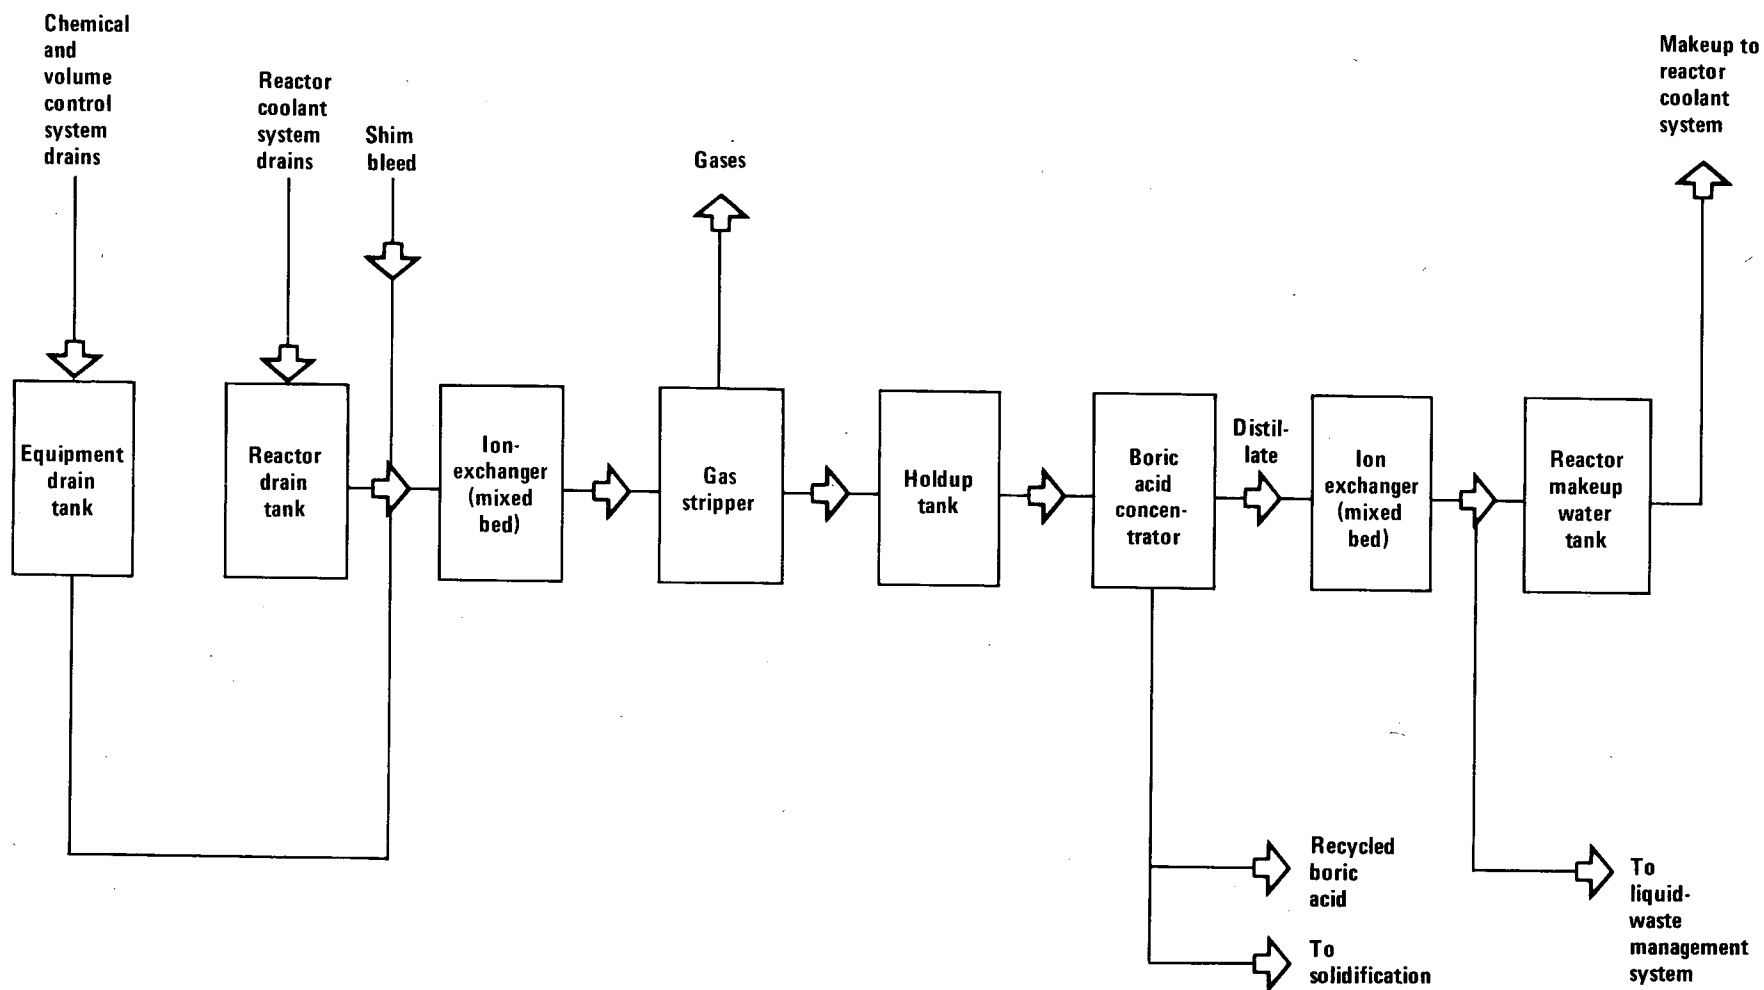 Chemical
and
volume
control
system
drains
Reactor
coolant
system
drains
Shim
bleed
Gases
Makeup to
reactor
coolant
system
Equipment
drain
tank
Reactor
drain
tank
Ion-
exchanger
(mixed
bed)
Gas
stripper
Holdup
tank
Boric
acid
concen-
trator
Distil-
late
Ion
exchanger
(mixed
bed)
Reactor
makeup
water
tank
Recycled
boric
acid
To
solidification
To
liquid-
waste
management
system